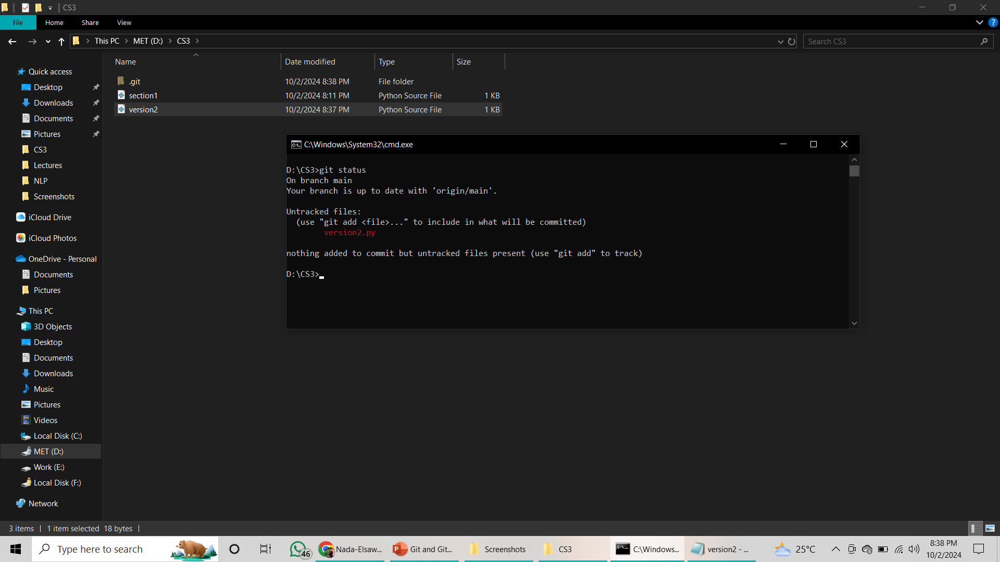 CS3
File Home Share View
This PC MET (D:) CS3
Search CS3
Name Date modified Type Size
.git 10/2/2024 8:38 PM File folder
section1 10/2/2024 8:11 PM Python Source File 1 KB
version2 10/2/2024 8:37 PM Python Source File 1 KB
Quick access
Desktop
Downloads
Documents
Pictures
CS3
Lectures
NLP
Screenshots
iCloud Drive
iCloud Photos
OneDrive - Personal
Documents
Pictures
This PC
3D Objects
Desktop
Documents
Downloads
Music
Pictures
Videos
Local Disk (C:)
MET (D:)
Work (E:)
Local Disk (F:)
Network
C:\Windows\System32\cmd.exe
D:\CS3>git status
On branch main
Your branch is up to date with 'origin/main'.
Untracked files:
(use "git add <file>..." to include in what will be committed)
version2.py
nothing added to commit but untracked files present (use "git add" to track)
D:\CS3>
3 items 1 item selected 18 bytes
Type here to search 46 Nada-Elsaw... Git and Git... Screenshots CS3 C:\Windows... version2 - ... 25°C 8:38 PM
10/2/2024